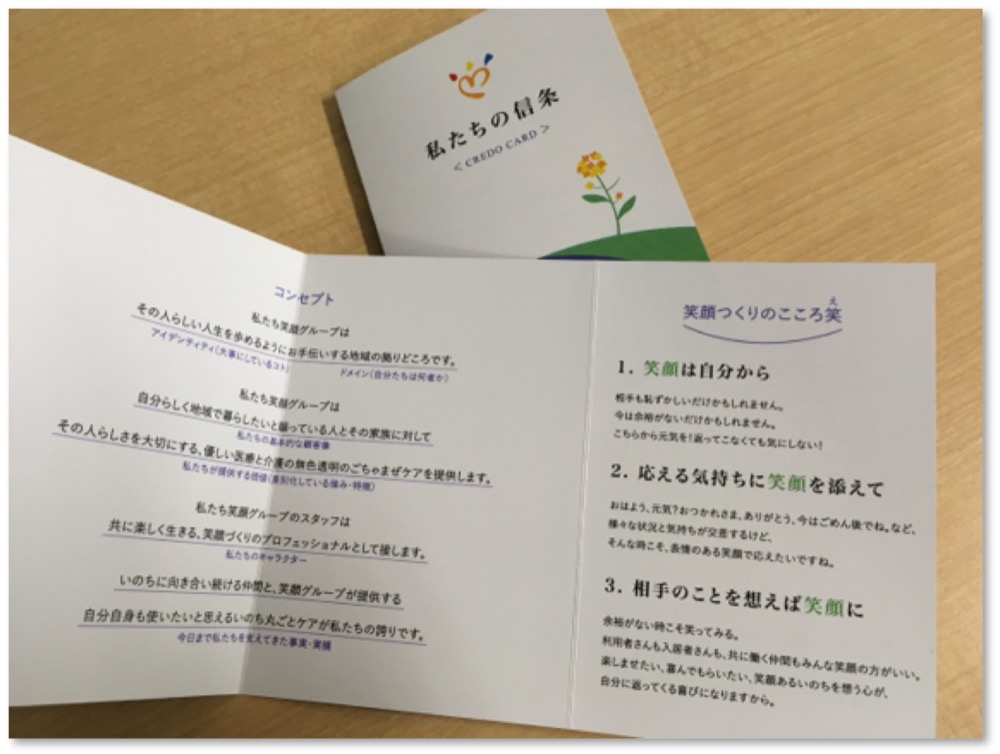 私たちの信条
＜CREDO CARD＞
コンセプト
私たち笑顔グループは
その人らしい人生を歩めるようにお手伝いする地域の拠りどころです。
アイデンティティ(大事にしているコト)
ドメイン(自分たちは何者か)
私たち笑顔グループは
自分らしく地域で暮らしたいと願っている人とその家族に対して
私たちの基本的な顧客像
その人らしさを大切にする、優しい医療と介護の無色透明のごちゃまぜケアを提供します。
私たちが提供する価値(差別化している強み・特徴)
私たち笑顔グループのスタッフは
共に楽しく生きる、笑顔づくりのプロフェッショナルとして接します。
私たちのキャラクター
いのちに向き合い続ける仲間と、笑顔グループが提供する
自分自身も使いたいと思えるいのち丸ごとケアが私たちの誇りです。
今日まで私たちを支えてきた事実・実績
え
笑顔つくりのこころ笑
1. 笑顔は自分から
相手も恥ずかしいだけかもしれません。
今は余裕がないだけかもしれません。
こちらから元気を!返ってこなくても気にしない!
2. 応える気持ちに笑顔を添えて
おはよう、元気?おつかれさま、ありがとう、今はごめん後でね。など、
様々な状況と気持ちが交差するけど、
そんな時こそ、表情のある笑顔で応えたいですね。
3. 相手のことを想えば笑顔に
余裕がない時こそ笑ってみる。
利用者さんも入居者さんも、共に働く仲間もみんな笑顔の方がいい。
楽しませたい、喜んでもらいたい、笑顔あるいのちを想う心が、
自分に返ってくる喜びになりますから。